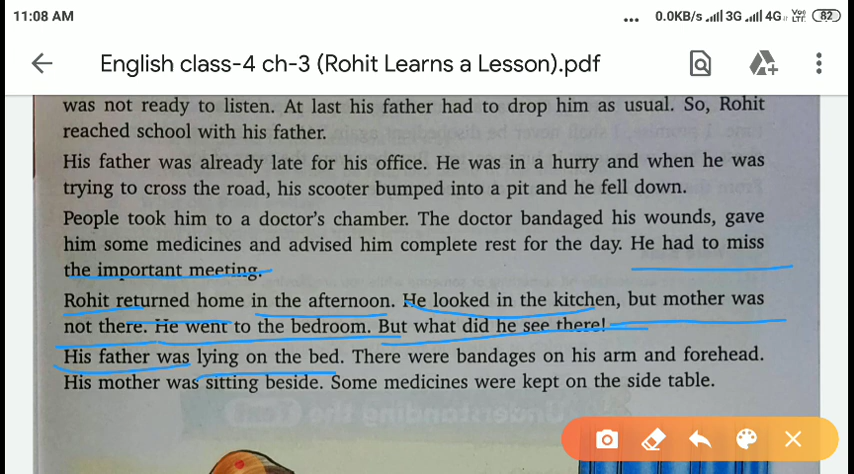 11:08 AM ... 0.0KB/s 3G 4G Vo LTE 82
English class-4 ch-3 (Rohit Learns a Lesson).pdf
was not ready to listen. At last his father had to drop him as usual. So, Rohit
reached school with his father.
His father was already late for his office. He was in a hurry and when he was
trying to cross the road, his scooter bumped into a pit and he fell down.
People took him to a doctor's chamber. The doctor bandaged his wounds, gave
him some medicines and advised him complete rest for the day. He had to miss
the important meeting.
Rohit returned home in the afternoon. He looked in the kitchen, but mother was
not there. He went to the bedroom. But what did he see there!
His father was lying on the bed. There were bandages on his arm and forehead.
His mother was sitting beside. Some medicines were kept on the side table.